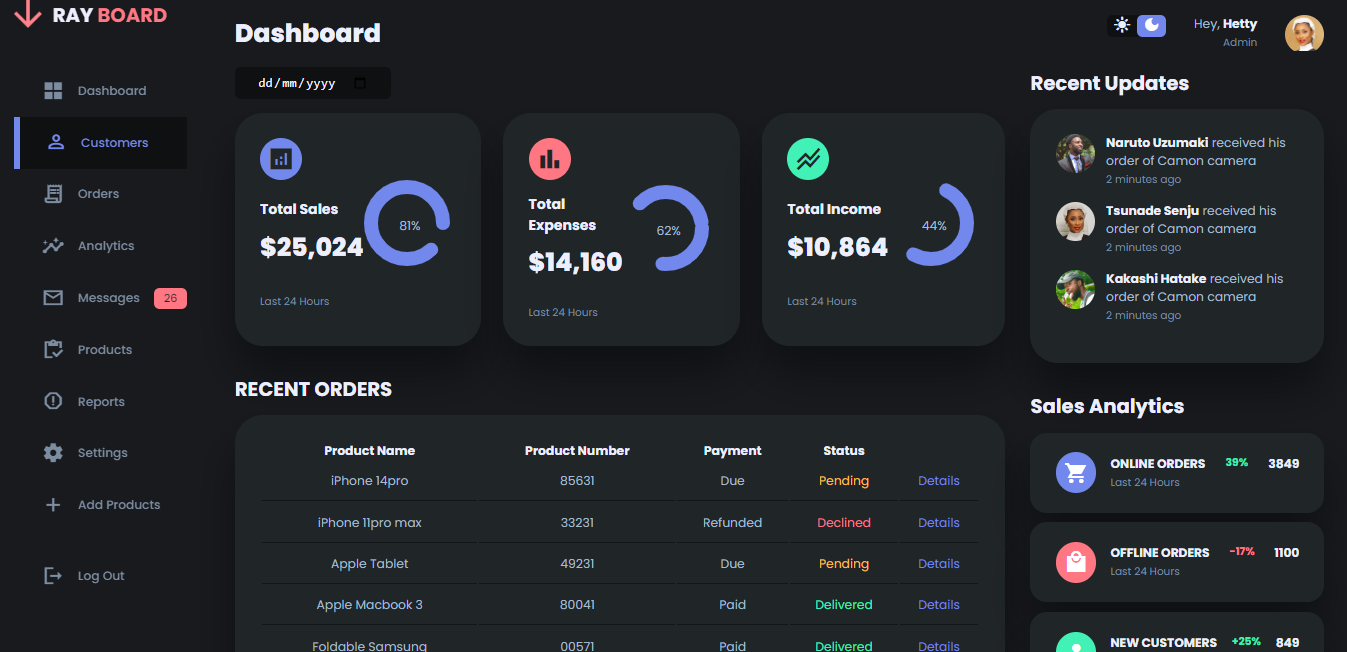 RAY BOARD
Dashboard
Customers
Orders
Analytics
Messages 26
Products
Reports
Settings
Add Products
Log Out
Dashboard
dd/mm/yyyy
Total Sales
$25,024
81%
Last 24 Hours
Total
Expenses
$14,160
62%
Last 24 Hours
Total Income
$10,864
44%
Last 24 Hours
RECENT ORDERS
Product Name Product Number Payment Status
iPhone 14pro 85631 Due Pending Details
iPhone 11pro max 33231 Refunded Declined Details
Apple Tablet 49231 Due Pending Details
Apple Macbook 3 80041 Paid Delivered Details
Foldable Samsung 00571 Paid Delivered Details
Hey, Hetty
Admin
Recent Updates
Naruto Uzumaki received his
order of Camon camera
2 minutes ago
Tsunade Senju received his
order of Camon camera
2 minutes ago
Kakashi Hatake received his
order of Camon camera
2 minutes ago
Sales Analytics
ONLINE ORDERS 39% 3849
Last 24 Hours
OFFLINE ORDERS -17% 1100
Last 24 Hours
NEW CUSTOMERS +25% 849